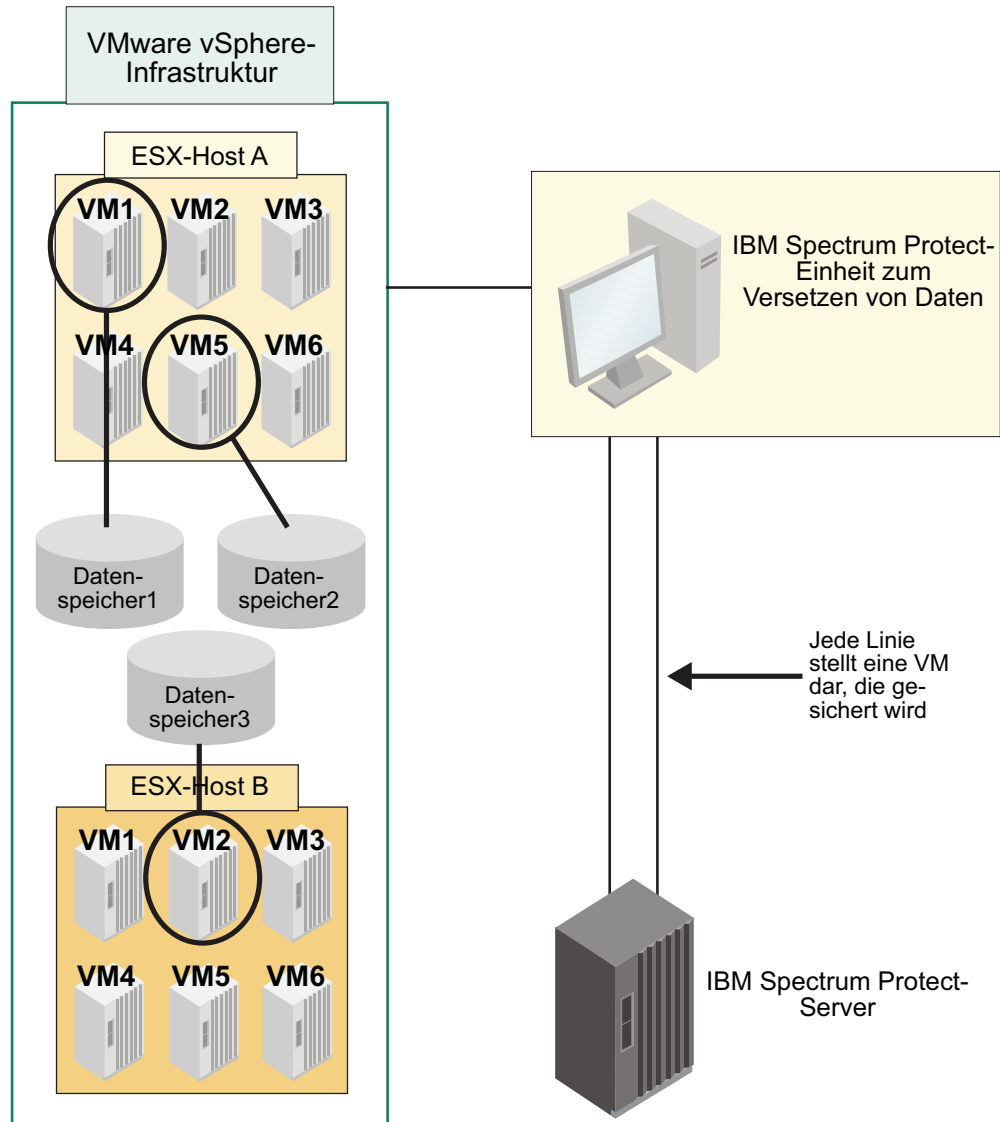 VMware vSphere-
Infrastruktur
ESX-Host A
VM1 VM2 VM3
VM4 VM5 VM6
IBM Spectrum Protect-
Einheit zum
Versetzen von Daten
Daten-
speicher1
Daten-
speicher2
Daten-
speicher3
Jede Linie
stellt eine VM
dar, die ge-
sichert wird
ESX-Host B
VM1 VM2 VM3
VM4 VM5 VM6
IBM Spectrum Protect-
Server